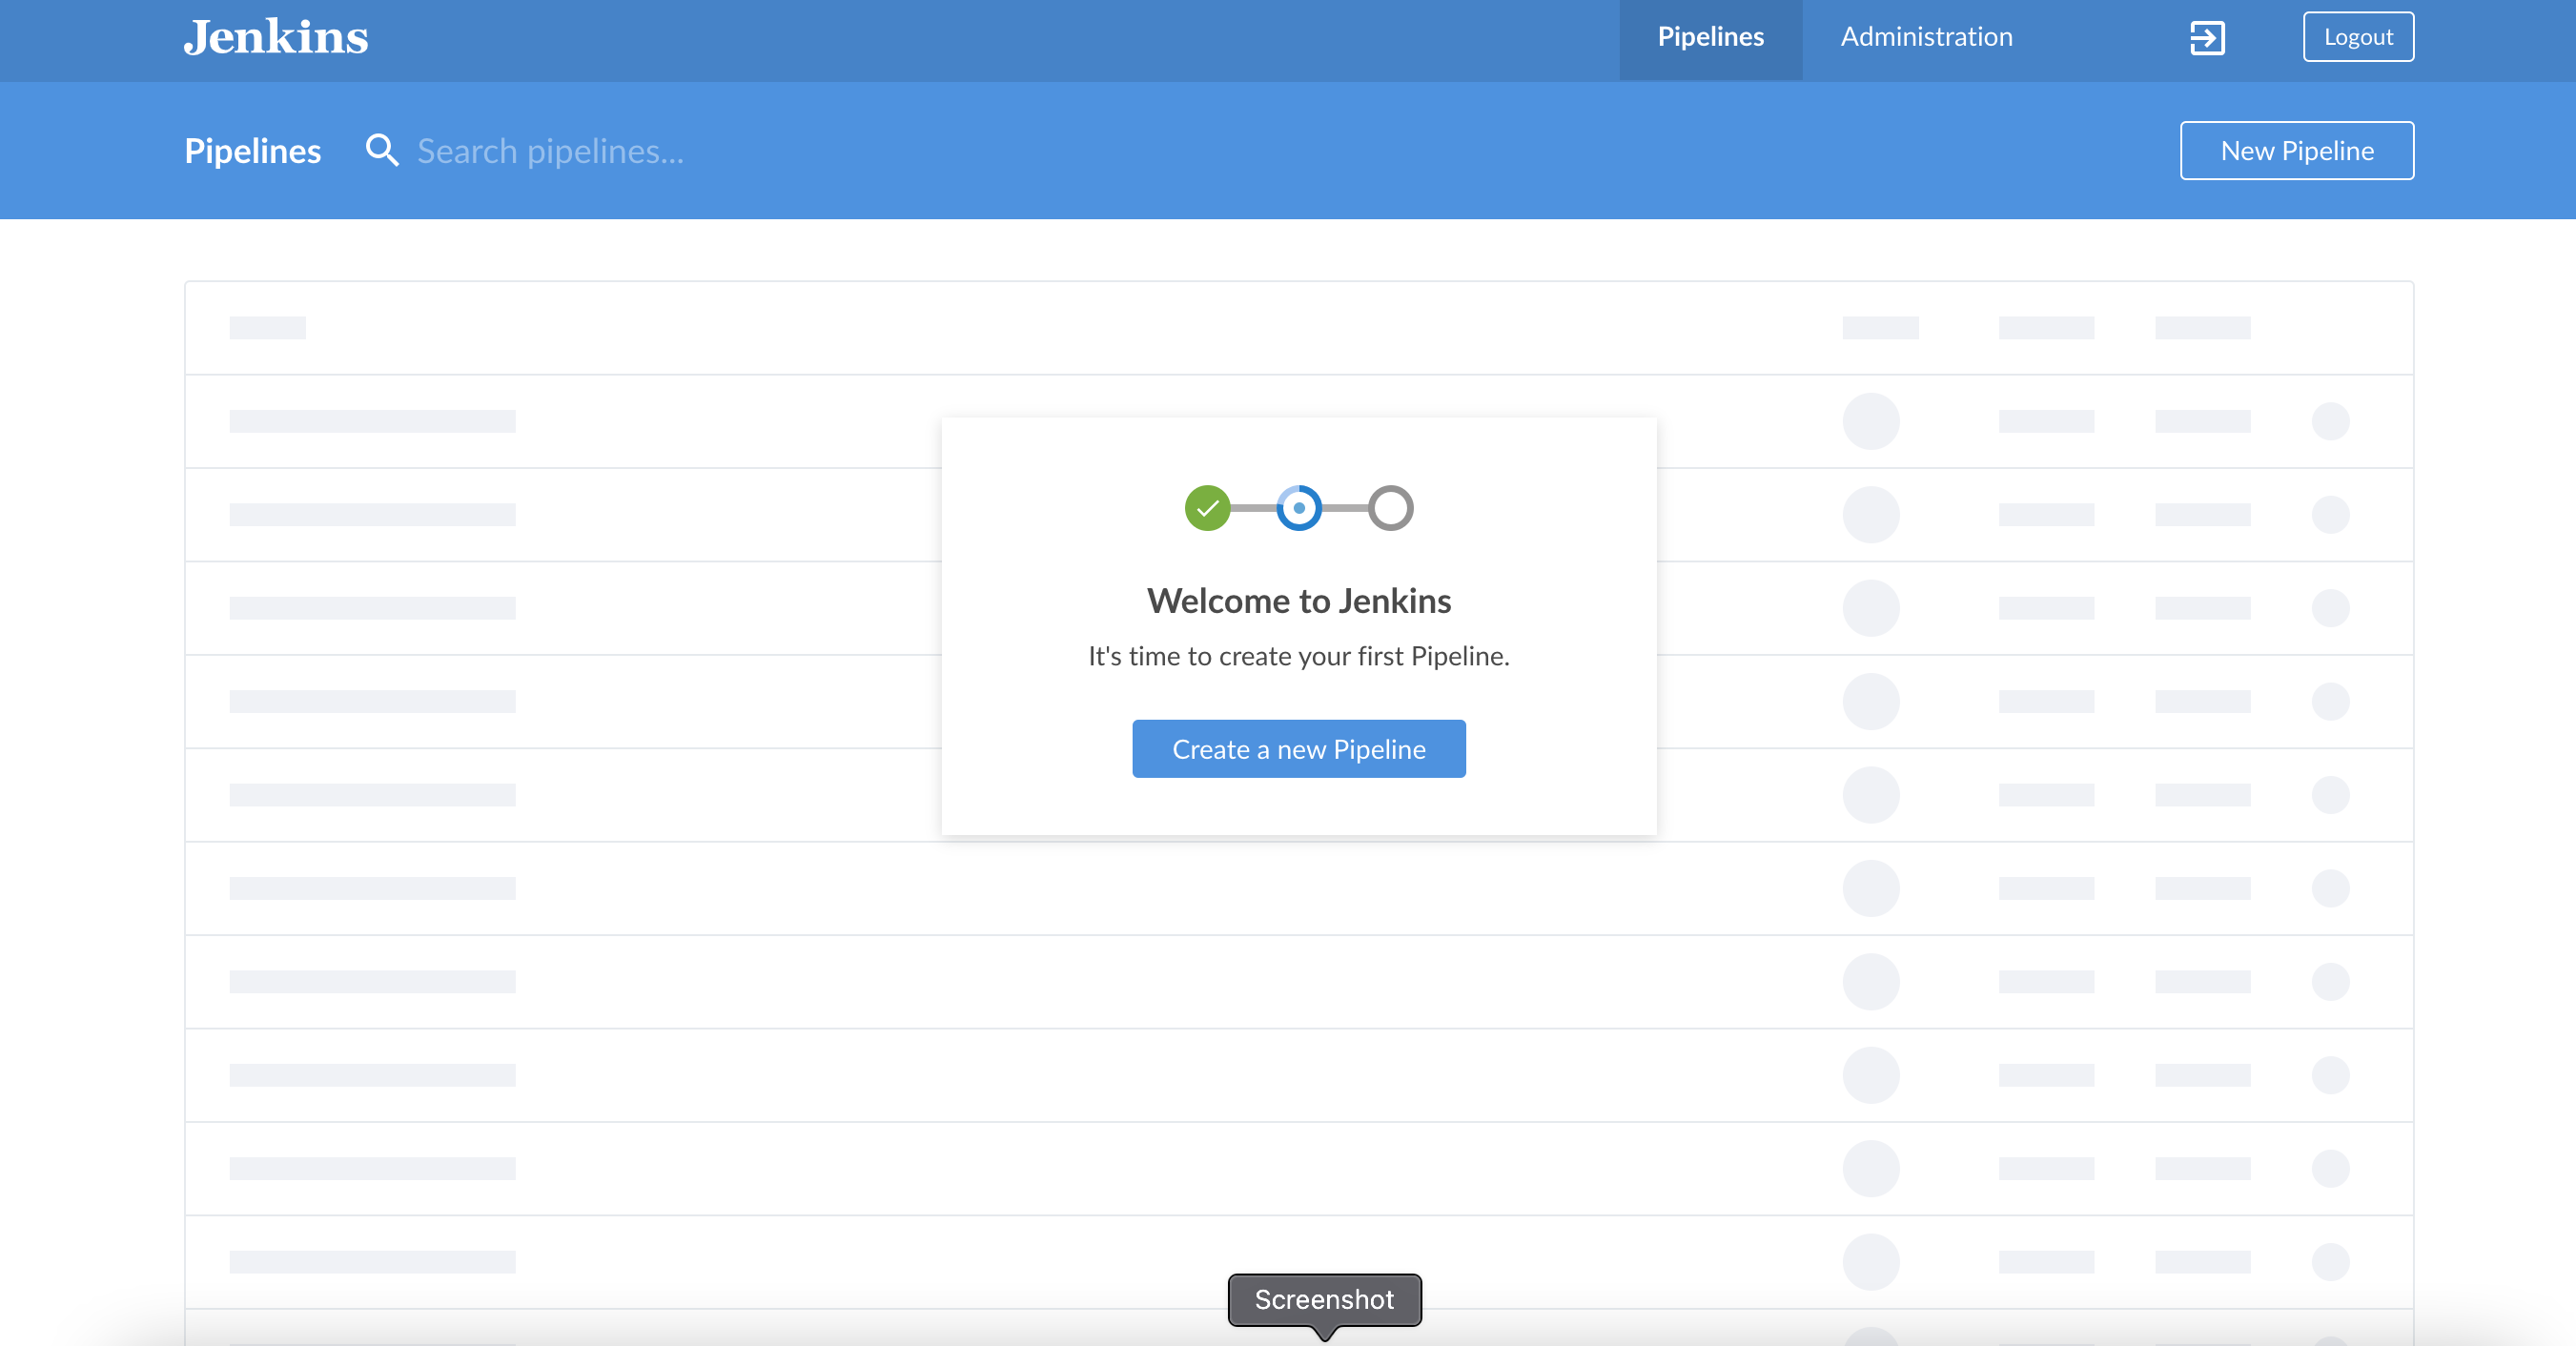 Jenkins
Pipelines
Administration
Logout
Pipelines
Search pipelines...
New Pipeline
Welcome to Jenkins
It's time to create your first Pipeline.
Create a new Pipeline
Screenshot